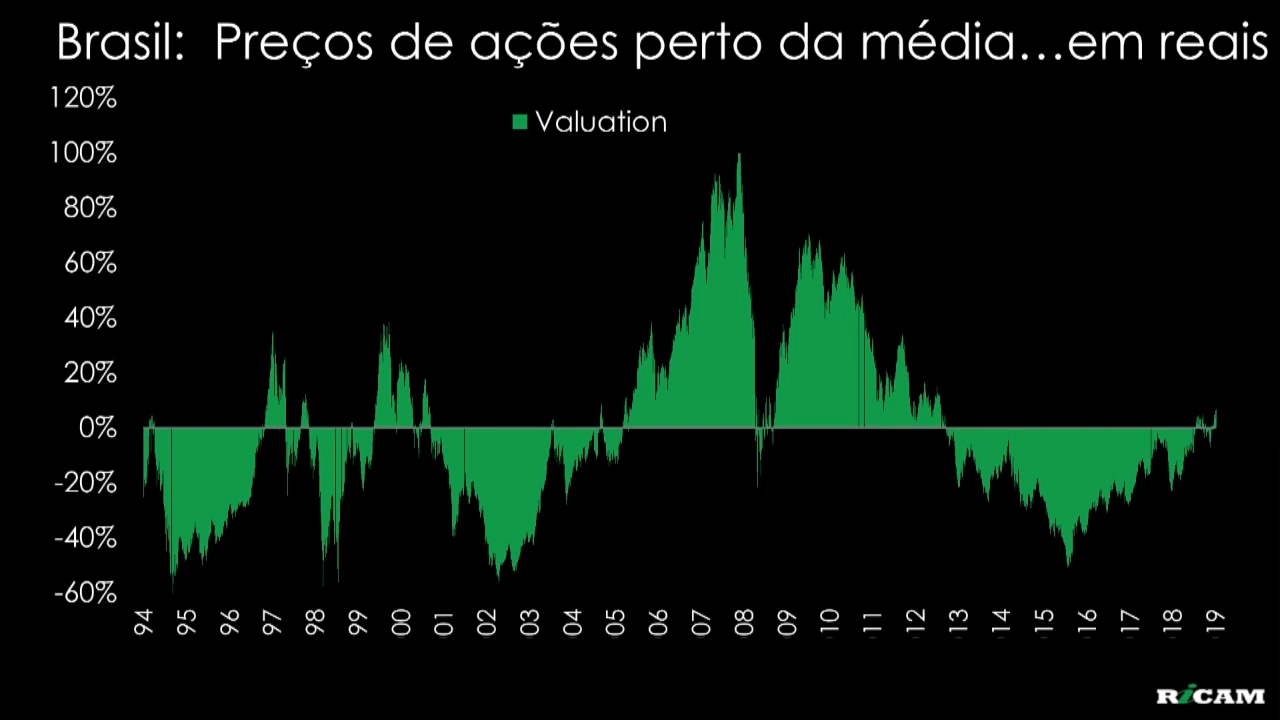 Brasil: Preços de ações perto da média...em reais
120%
Valuation
100%
80%
60%
40%
20%
0%
-20%
-40%
-60%
94 95 96 97 98 99 00 01 02 03 04 05 06 07 08 09 10 11 12 13 14 15 16 17 18 19
RiCAM